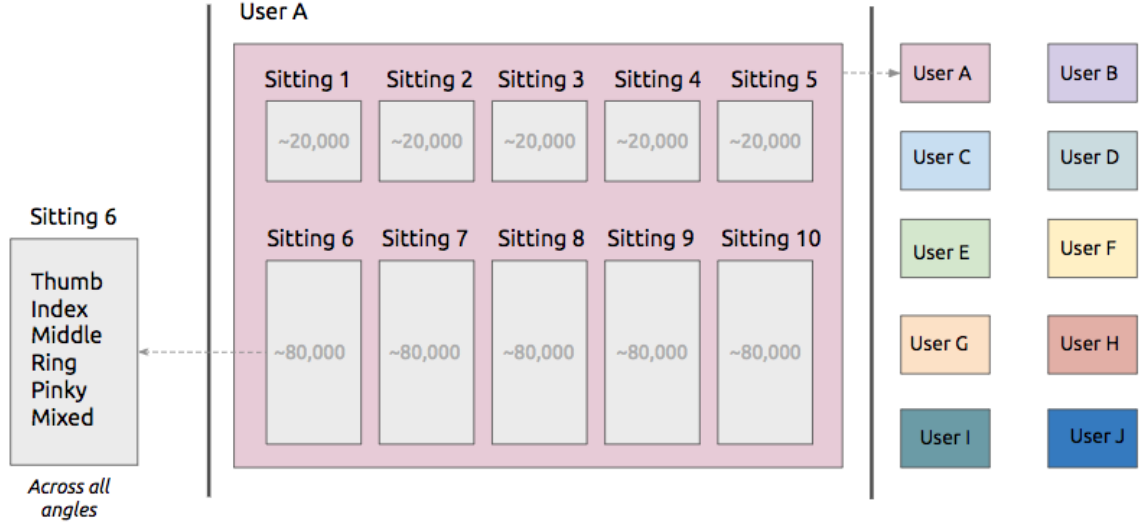 User A
Sitting 1 Sitting 2 Sitting 3 Sitting 4 Sitting 5
~20,000 ~20,000 ~20,000 ~20,000 ~20,000
Sitting 6 Sitting 7 Sitting 8 Sitting 9 Sitting 10
~80,000 ~80,000 ~80,000 ~80,000 ~80,000
Sitting 6
Thumb
Index
Middle
Ring
Pinky
Mixed
Across all
angles
User A User B
User C User D
User E User F
User G User H
User I User J